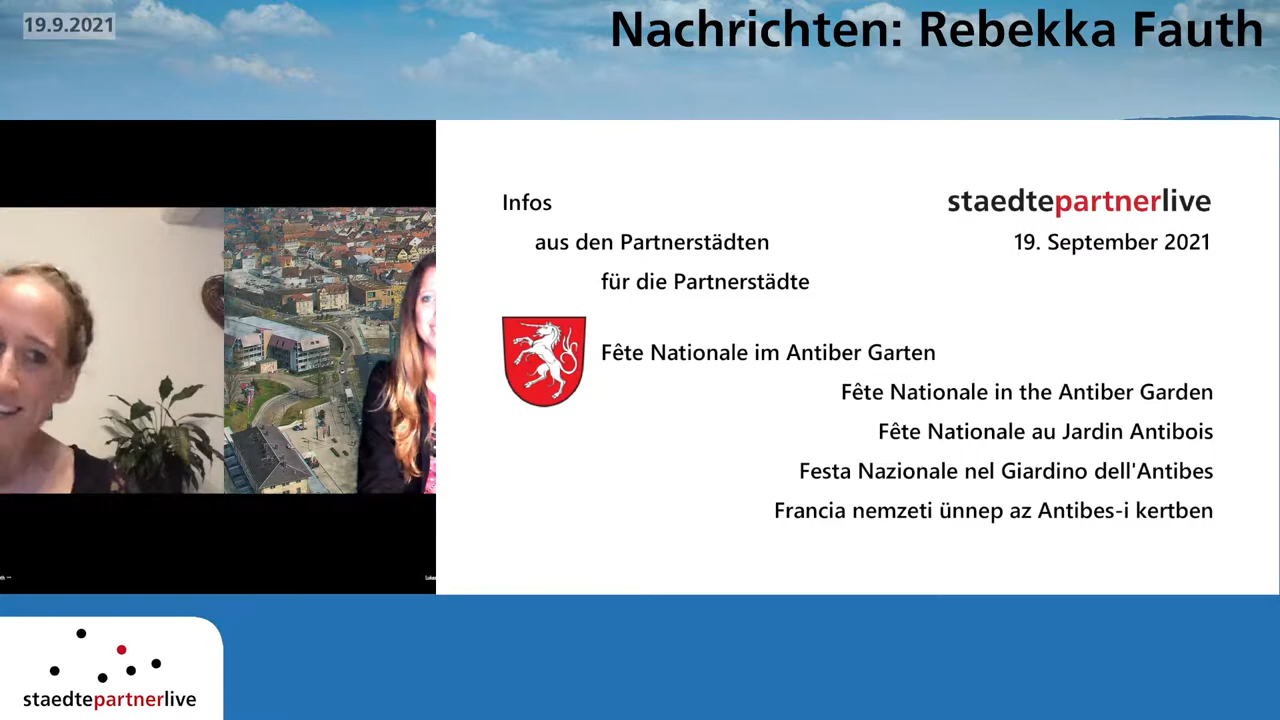 19.9.2021
Nachrichten: Rebekka Fauth
Infos
aus den Partnerstädten
für die Partnerstädte
staedtepartnerlive
19. September 2021
Fête Nationale im Antiber Garten
Fête Nationale in the Antiber Garden
Fête Nationale au Jardin Antibois
Festa Nazionale nel Giardino dell'Antibes
Francia nemzeti ünnep az Antibes-i kertben
staedtepartnerlive